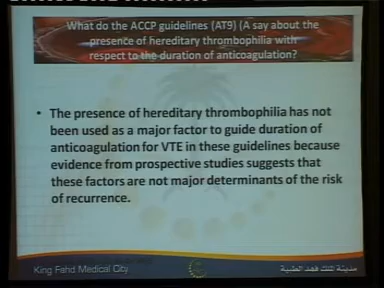 What do the ACCP guidelines (AT9) (A say about the
presence of hereditary thrombophilia with
respect to the duration of anticoagulation?
• The presence of hereditary thrombophilia has not
been used as a major factor to guide duration of
anticoagulation for VTE in these guidelines because
evidence from prospective studies suggests that
these factors are not major determinants of the risk
of recurrence.
King Fahd Medical City
مدينة الملك فهد الطبية